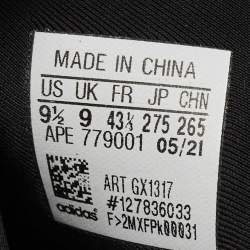 MADE IN CHINA
US UK FR JP CHN
9½ 9 43⅓ 275 265
APE 779001 05/21
ART GX1317
#127836033
adidas F>2MXFPk00031